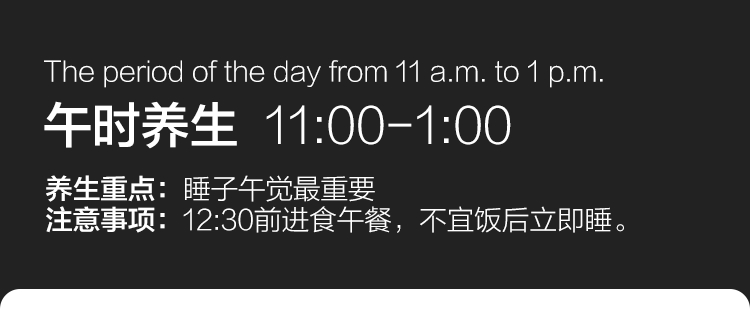 The period of the day from 11 a.m. to 1 p.m.
午时养生 11:00-1:00
养生重点：睡子午觉最重要
注意事项：12:30前进食午餐，不宜饭后立即睡。